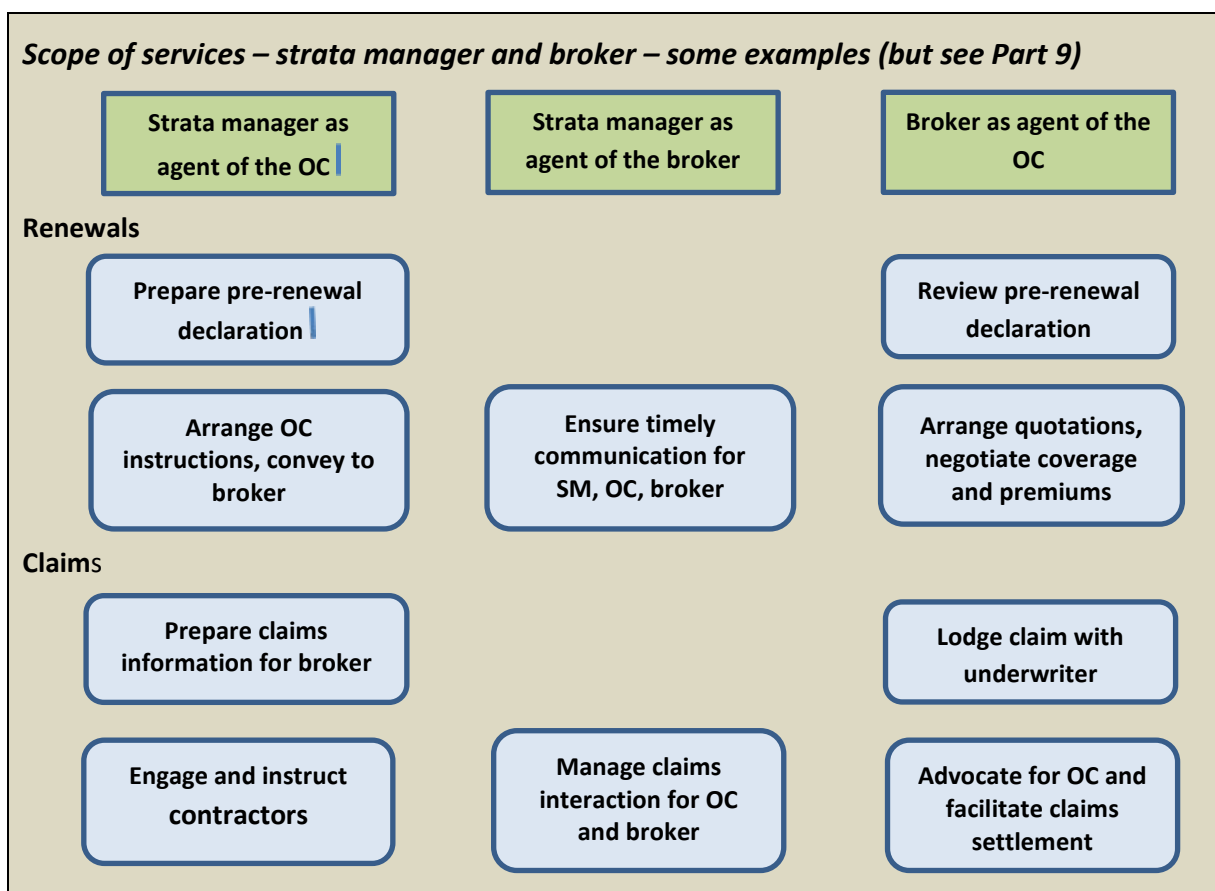 Scope of services – strata manager and broker – some examples (but see Part 9)
Strata manager as
agent of the OC
Strata manager as
agent of the broker
Broker as agent of the
OC
Renewals
Prepare pre-renewal
declaration
Review pre-renewal
declaration
Arrange OC
instructions, convey to
broker
Ensure timely
communication for
SM, OC, broker
Arrange quotations,
negotiate coverage
and premiums
Claims
Prepare claims
information for broker
Lodge claim with
underwriter
Engage and instruct
contractors
Manage claims
interaction for OC
and broker
Advocate for OC and
facilitate claims
settlement